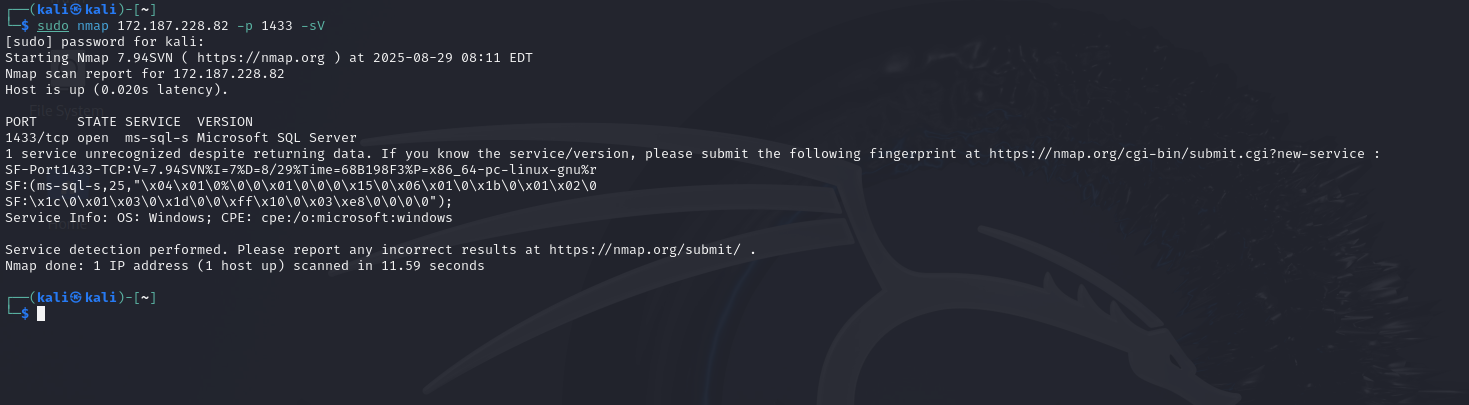 ┌──(kali㉿kali)-[~]
└─$ sudo nmap 172.187.228.82 -p 1433 -sV
[sudo] password for kali:
Starting Nmap 7.94SVN ( https://nmap.org ) at 2025-08-29 08:11 EDT
Nmap scan report for 172.187.228.82
Host is up (0.020s latency).
File System
PORT     STATE SERVICE  VERSION
1433/tcp open  ms-sql-s Microsoft SQL Server
1 service unrecognized despite returning data. If you know the service/version, please submit the following fingerprint at https://nmap.org/cgi-bin/submit.cgi?new-service :
SF-Port1433-TCP:V=7.94SVN%I=7%D=8/29%Time=68B198F3%P=x86_64-pc-linux-gnu%r
SF:(ms-sql-s,25,"\x04\x01\0%\0\0\x01\0\0\0\x15\0\x06\x01\0\x1b\0\x01\x02\0
SF:\x1c\0\x01\x03\0\x1d\0\0\xff\x10\0\x03\xe8\0\0\0\0");
Service Info: OS: Windows; CPE: cpe:/o:microsoft:windows
Home
Service detection performed. Please report any incorrect results at https://nmap.org/submit/ .
Nmap done: 1 IP address (1 host up) scanned in 11.59 seconds
┌──(kali㉿kali)-[~]
└─$